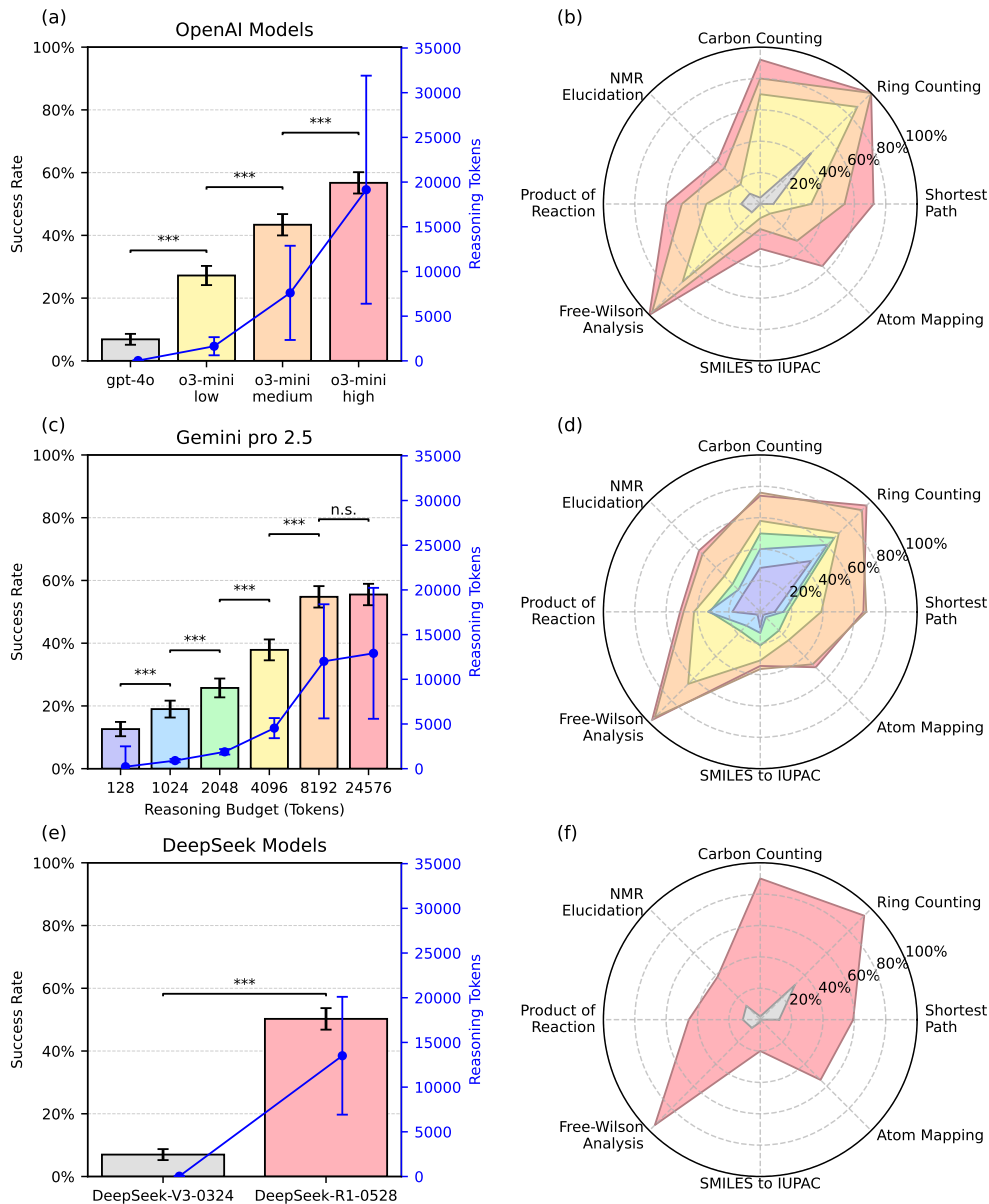 (a)
OpenAI Models
100%
80%
60%
40%
20%
0%
Success Rate
***
***
***
35000
30000
25000
20000
15000
10000
5000
0
Reasoning Tokens
gpt-4o
o3-mini
low
o3-mini
medium
o3-mini
high
(b)
Carbon Counting
NMR
Elucidation
Ring Counting
100%
80%
60%
40%
20%
Product of
Reaction
Shortest
Path
Free-Wilson
Analysis
Atom Mapping
SMILES to IUPAC
(c)
Gemini pro 2.5
100%
80%
60%
40%
20%
0%
Success Rate
***
***
***
***
n.s.
35000
30000
25000
20000
15000
10000
5000
0
Reasoning Tokens
128
1024
2048
4096
8192
24576
Reasoning Budget (Tokens)
(d)
Carbon Counting
NMR
Elucidation
Ring Counting
100%
80%
60%
40%
20%
Product of
Reaction
Shortest
Path
Free-Wilson
Analysis
Atom Mapping
SMILES to IUPAC
(e)
DeepSeek Models
100%
80%
60%
40%
20%
0%
Success Rate
***
35000
30000
25000
20000
15000
10000
5000
0
Reasoning Tokens
DeepSeek-V3-0324
DeepSeek-R1-0528
(f)
Carbon Counting
NMR
Elucidation
Ring Counting
100%
80%
60%
40%
20%
Product of
Reaction
Shortest
Path
Free-Wilson
Analysis
Atom Mapping
SMILES to IUPAC